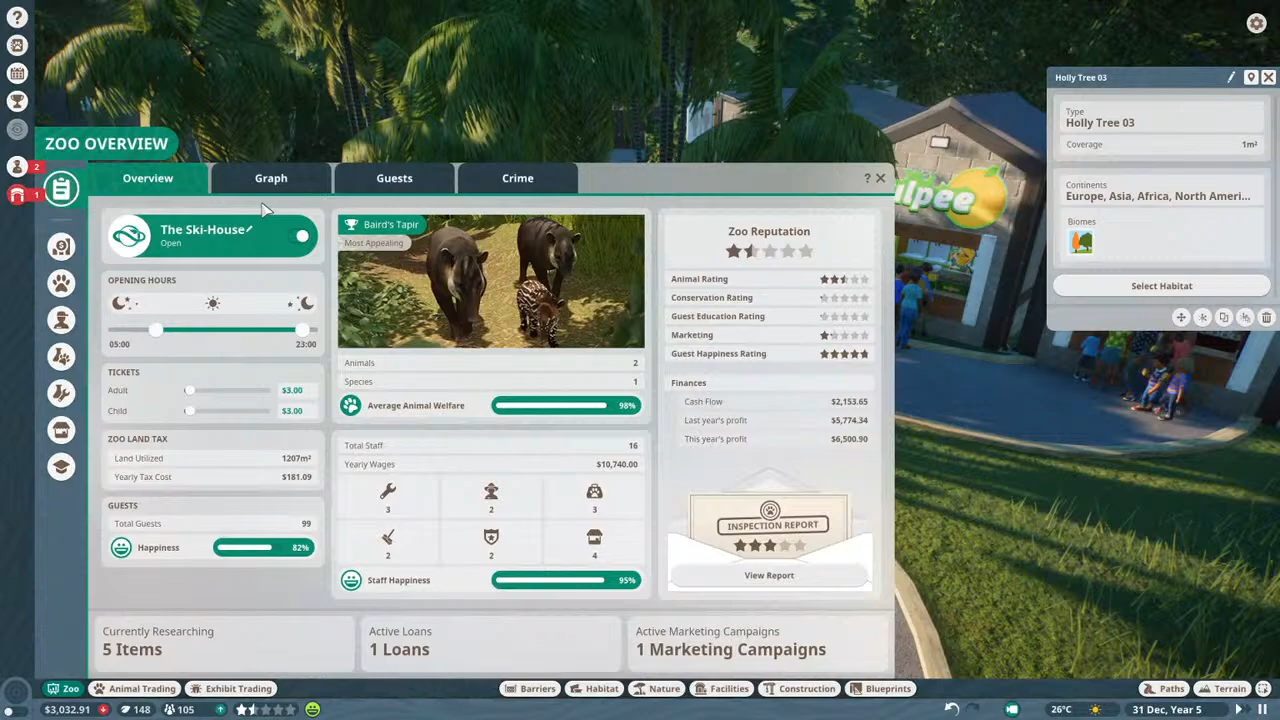 ?
Holly Tree 03
Type
Holly Tree 03
Coverage
1m²
Continents
Europe, Asia, Africa, North Ameri...
Biomes
Select Habitat
ulpee
ZOO OVERVIEW
2
1
Overview
Graph
Guests
Crime
?
The Ski-House
Open
OPENING HOURS
05:00
23:00
TICKETS
Adult
$3.00
Child
$3.00
ZOO LAND TAX
Land Utilized
1207m²
Yearly Tax Cost
$181.09
GUESTS
Total Guests
99
Happiness
82%
Baird's Tapir
Most Appealing
Animals
2
Species
1
Average Animal Welfare
98%
Total Staff
16
Yearly Wages
$10,740.00
3
2
3
2
2
4
Staff Happiness
95%
Zoo Reputation
Animal Rating
Conservation Rating
Guest Education Rating
Marketing
Guest Happiness Rating
Finances
Cash Flow
$2,153.65
Last year's profit
$5,774.34
This year's profit
$6,500.90
INSPECTION REPORT
View Report
Currently Researching
5 Items
Active Loans
1 Loans
Active Marketing Campaigns
1 Marketing Campaigns
Zoo
Animal Trading
Exhibit Trading
Barriers
Habitat
Nature
Facilities
Construction
Blueprints
Paths
Terrain
$3,032.91
148
105
26°C
31 Dec, Year 5